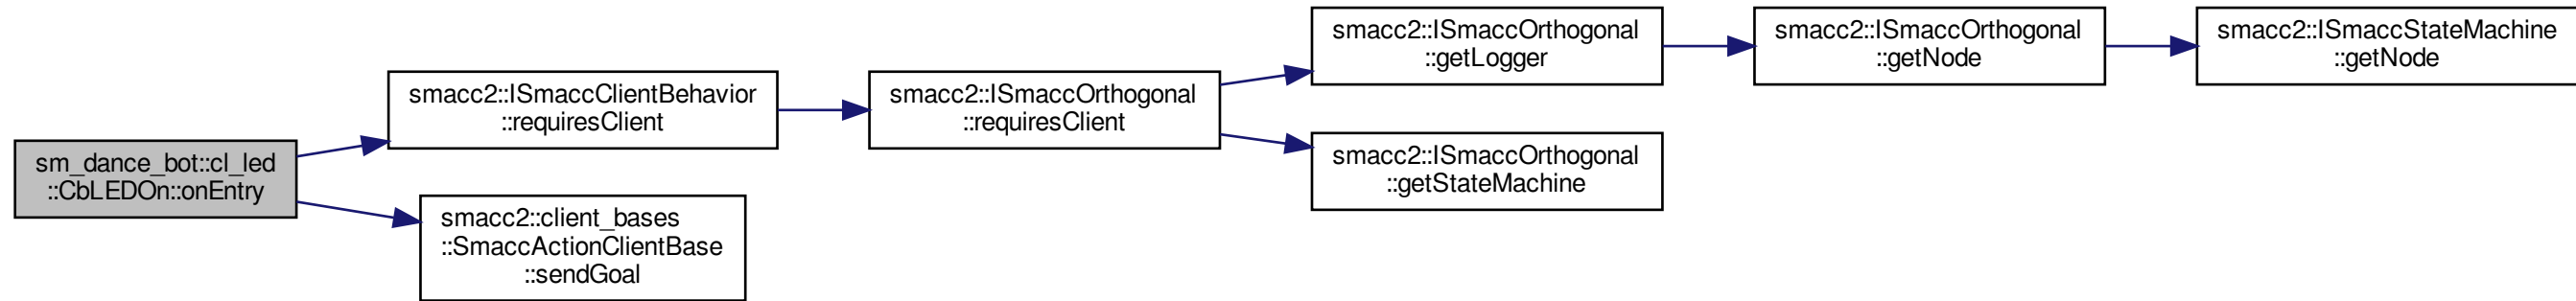 sm_dance_bot::cl_led
::CbLEDOn::onEntry
smacc2::ISmaccClientBehavior
::requiresClient
smacc2::ISmaccOrthogonal
::requiresClient
smacc2::ISmaccOrthogonal
::getLogger
smacc2::ISmaccOrthogonal
::getNode
smacc2::ISmaccStateMachine
::getNode
smacc2::ISmaccOrthogonal
::getStateMachine
smacc2::client_bases
::SmaccActionClientBase
::sendGoal